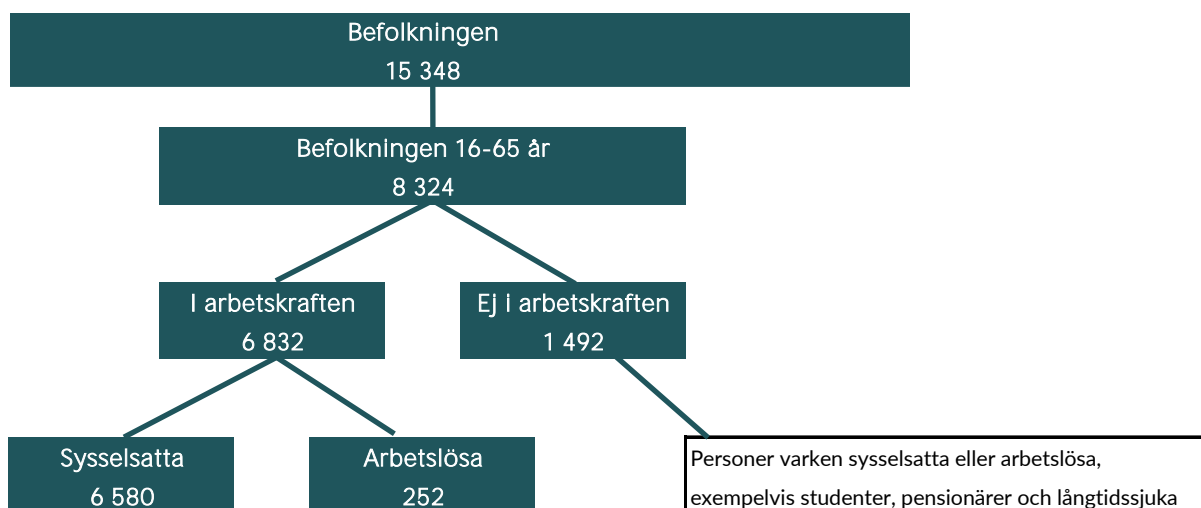 Befolkningen
15 348
Befolkningen 16-65 år
8 324
I arbetskraften
6 832
Ej i arbetskraften
1 492
Sysselsatta
6 580
Arbetslösa
252
Personer varken sysselsatta eller arbetslösa,
exempelvis studenter, pensionärer och långtidssjuka